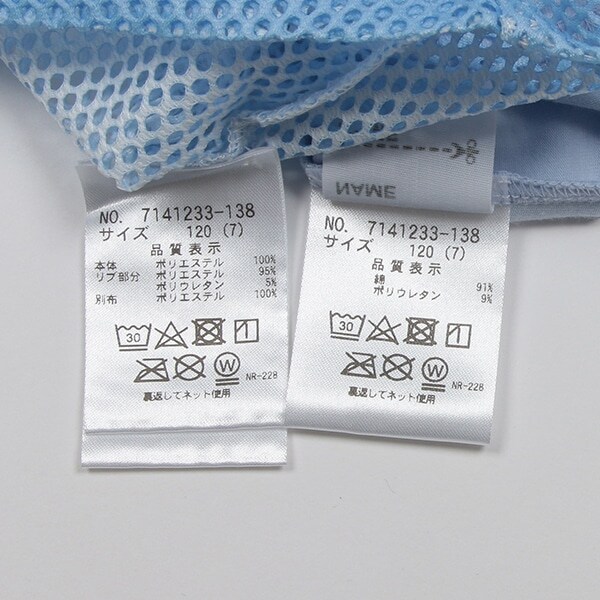 NAME
NO. 7141233-138
サイズ 120 (7)
品質表示
本体 ポリエステル 100%
リブ部分 ポリエステル 95%
ポリウレタン 5%
別布 ポリエステル 100%
30
NR-228
裏返してネット使用
NO. 7141233-138
サイズ 120 (7)
品質表示
綿 91%
ポリウレタン 9%
30
NR-228
裏返してネット使用